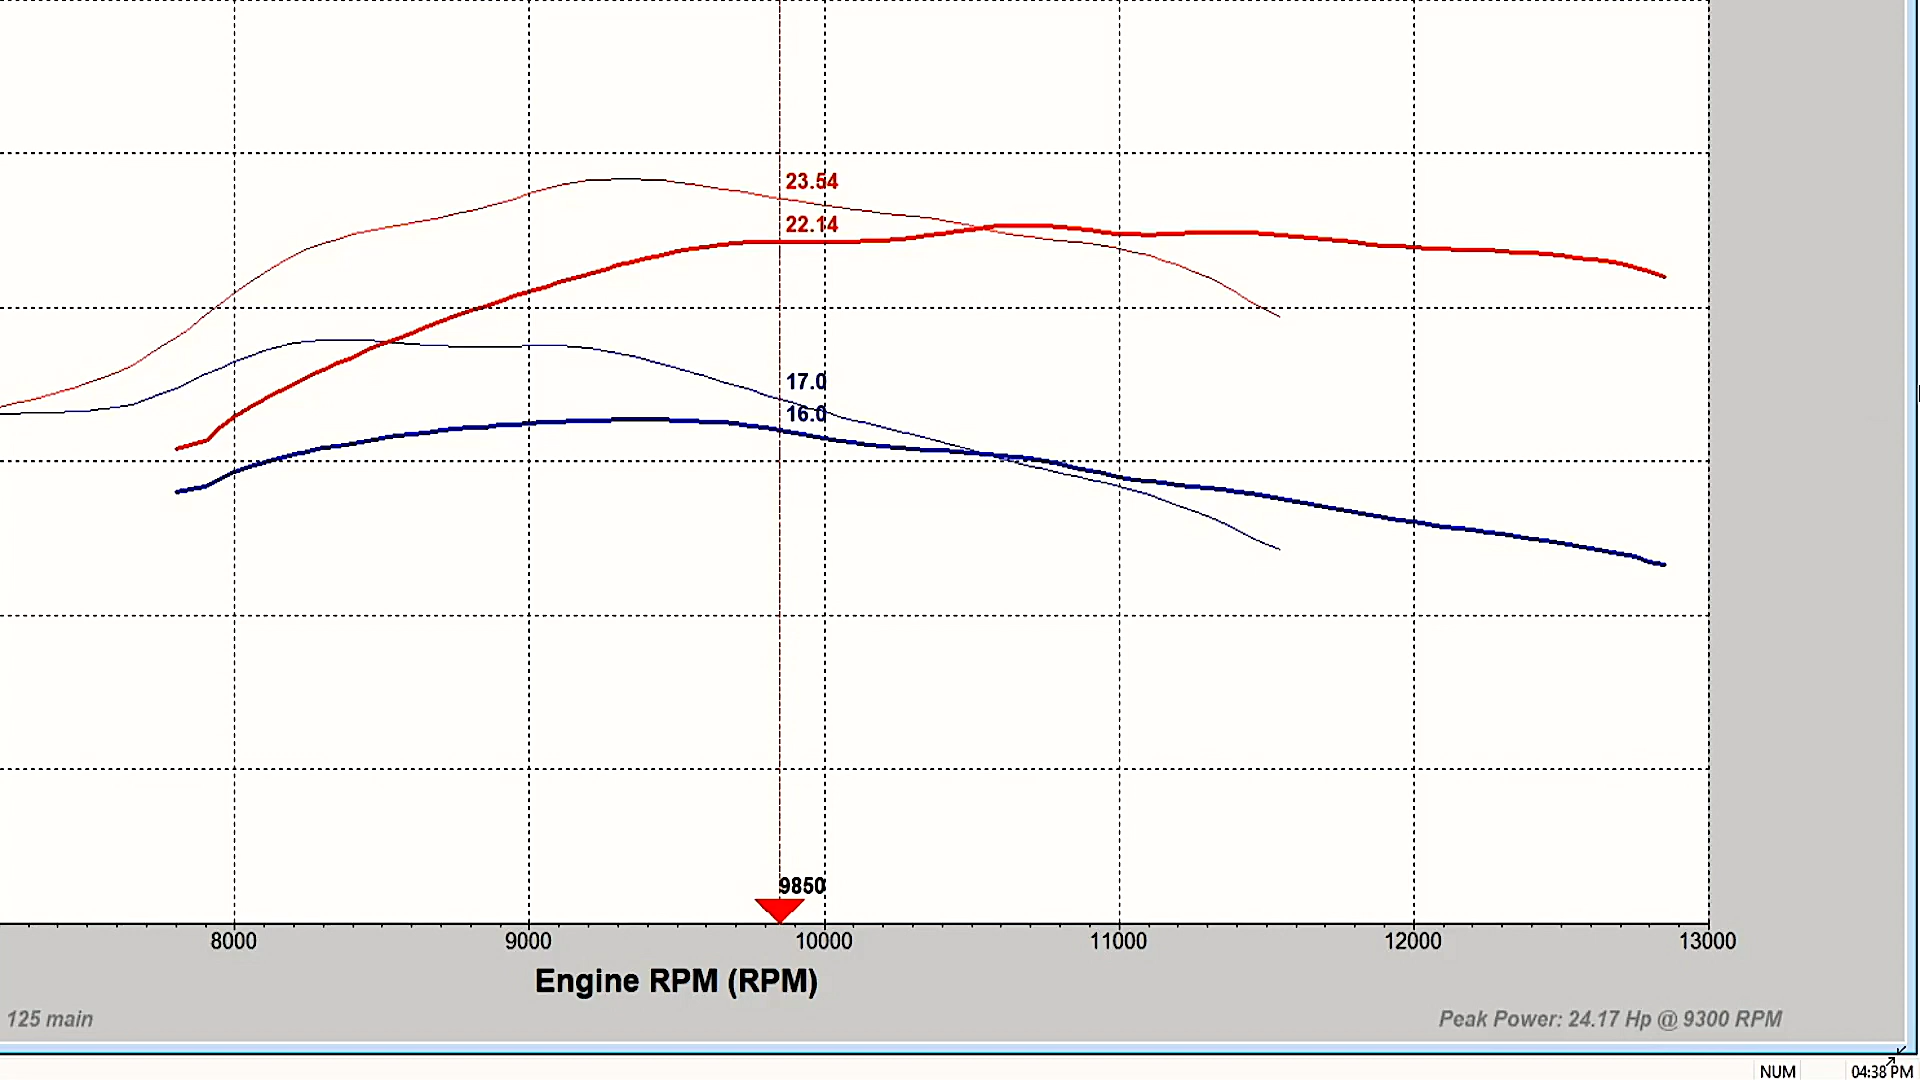 23.54
22.14
17.0
16.0
9850
8000 9000 10000 11000 12000 13000
Engine RPM (RPM)
125 main Peak Power: 24.17 Hp @ 9300 RPM
NUM 04:38 PM